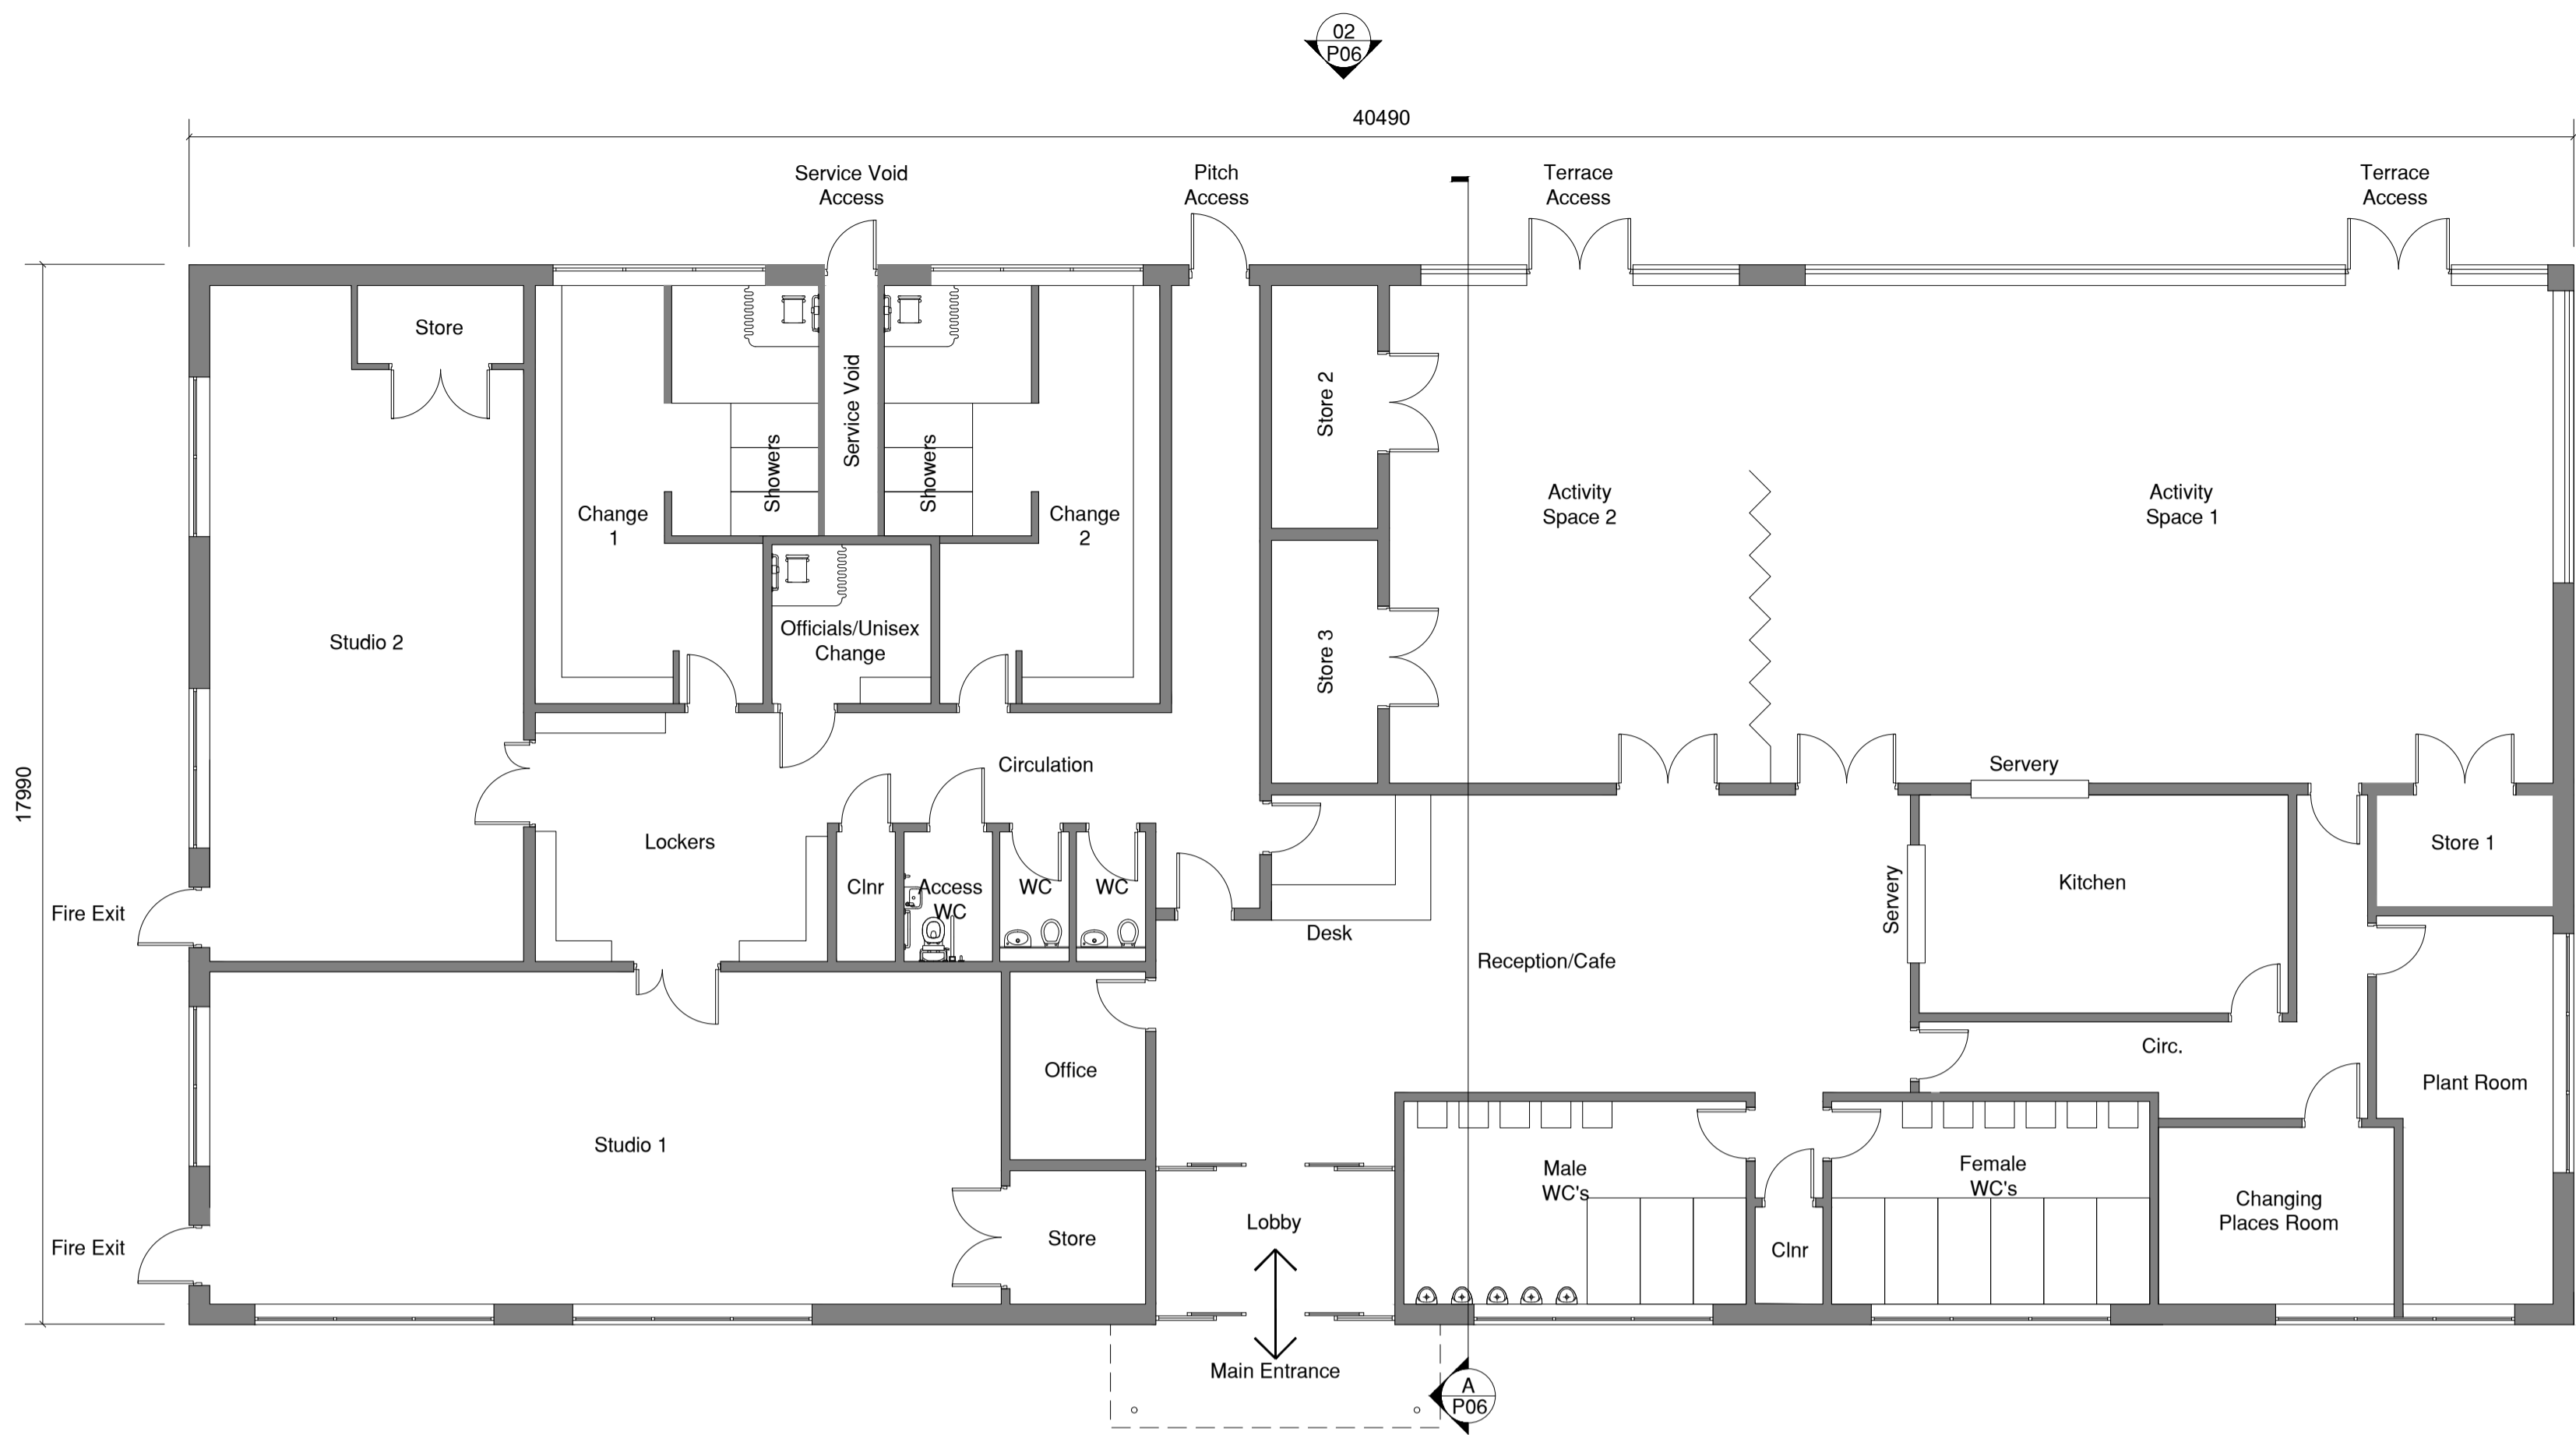 02
P06
40490
Service Void
Access
Pitch
Access
Terrace
Access
Terrace
Access
Store
Service Void
Showers
Showers
Store 2
Change
1
Change
2
Activity
Space 2
Activity
Space 1
Studio 2
Officials/Unisex
Change
Store 3
17990
Circulation
Servery
Lockers
Store 1
Clnr
Access
WC
WC
WC
Servery
Kitchen
Fire Exit
Desk
Reception/Cafe
Circ.
Office
Plant Room
Studio 1
Male
WC's
Female
WC's
Changing
Places Room
Lobby
Store
Clnr
Fire Exit
Main Entrance
A
P06